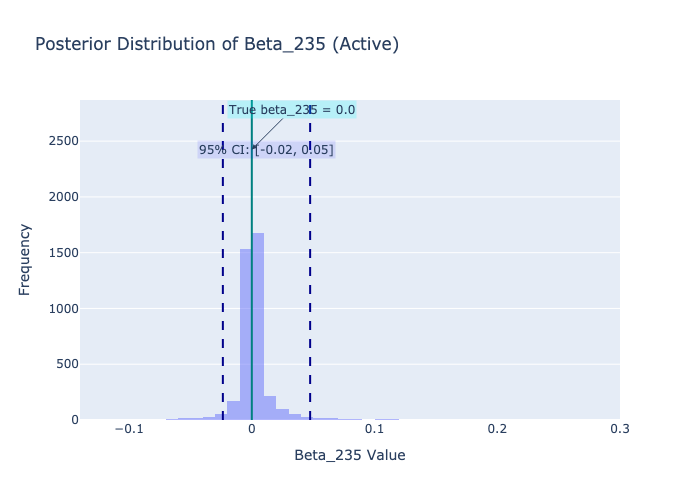 Posterior Distribution of Beta_235 (Active)
True beta_235 = 0.0
95% CI: [-0.02, 0.05]
2500
2000
1500
1000
500
0
Frequency
−0.1
0
0.1
0.2
0.3
Beta_235 Value